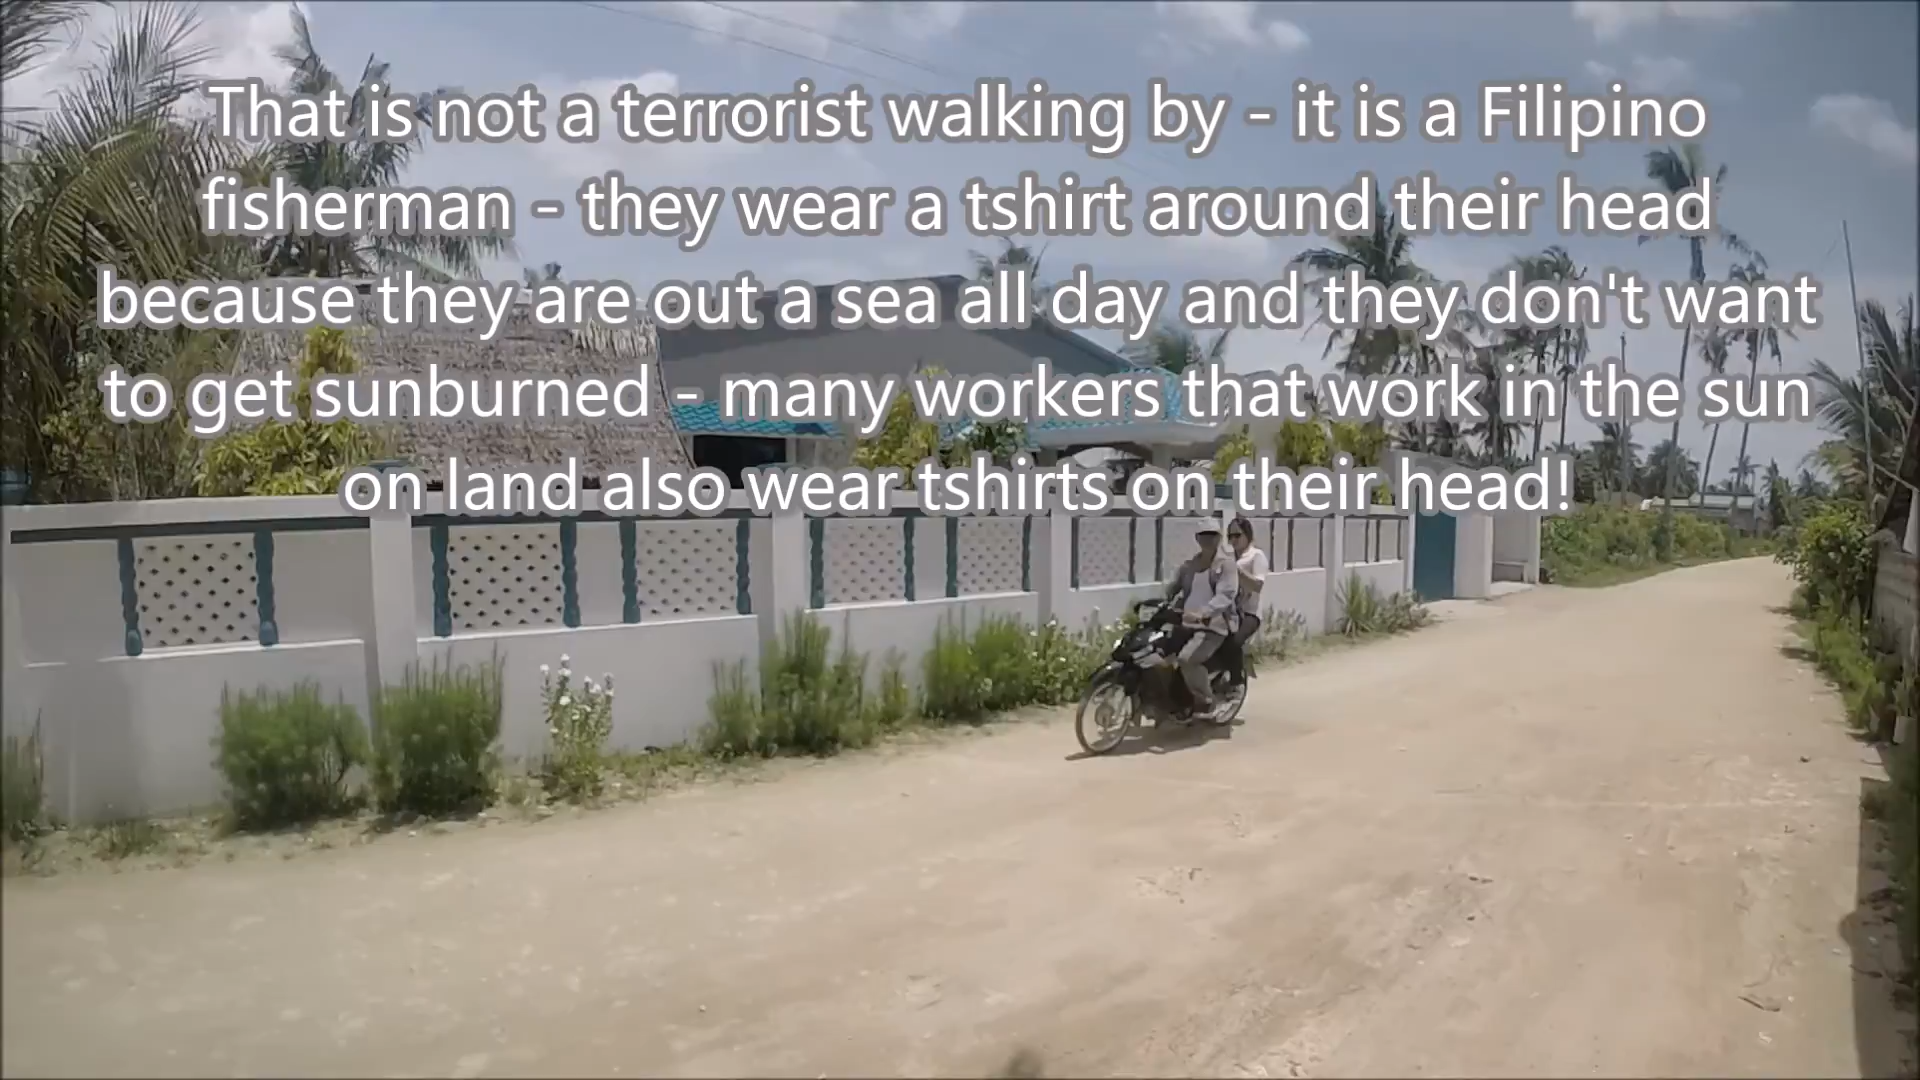 That is not a terrorist walking by - it is a Filipino
fisherman - they wear a tshirt around their head
because they are out a sea all day and they don't want
to get sunburned - many workers that work in the sun
on land also wear tshirts on their head!